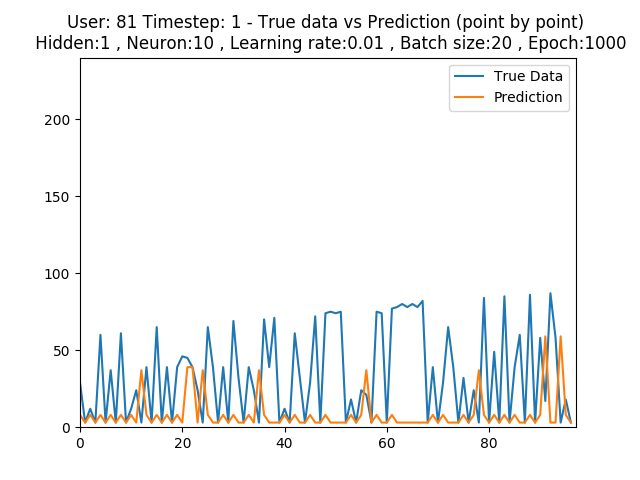 User: 81 Timestep: 1 - True data vs Prediction (point by point)
Hidden:1 , Neuron:10 , Learning rate:0.01 , Batch size:20 , Epoch:1000
True Data
Prediction
200
150
100
50
0
0 20 40 60 80